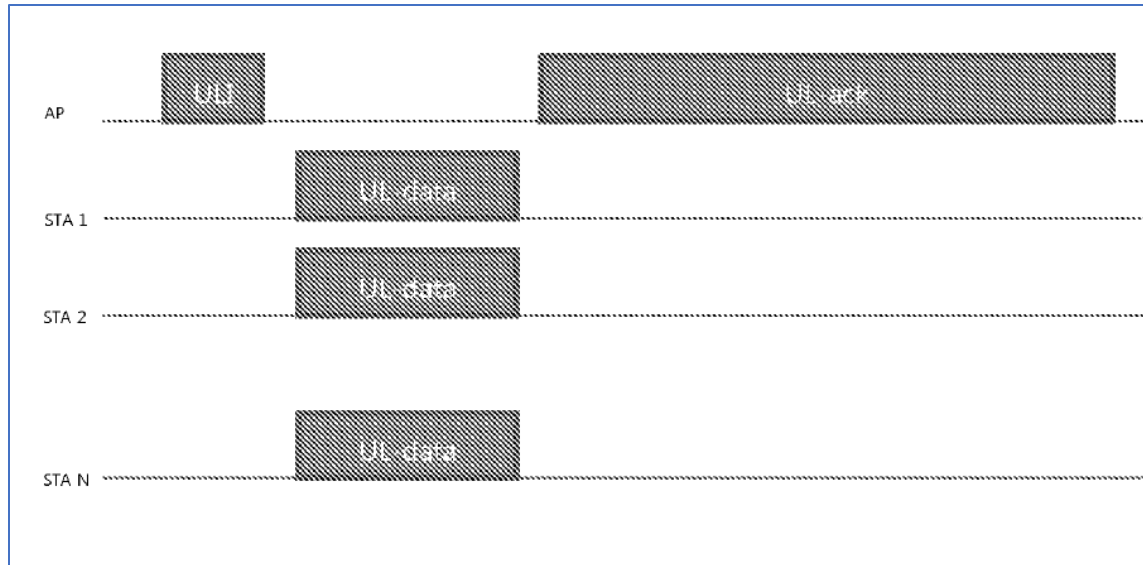 ULI
AP
UL-ack
UL-data
STA 1
UL-data
STA 2
UL-data
STA N